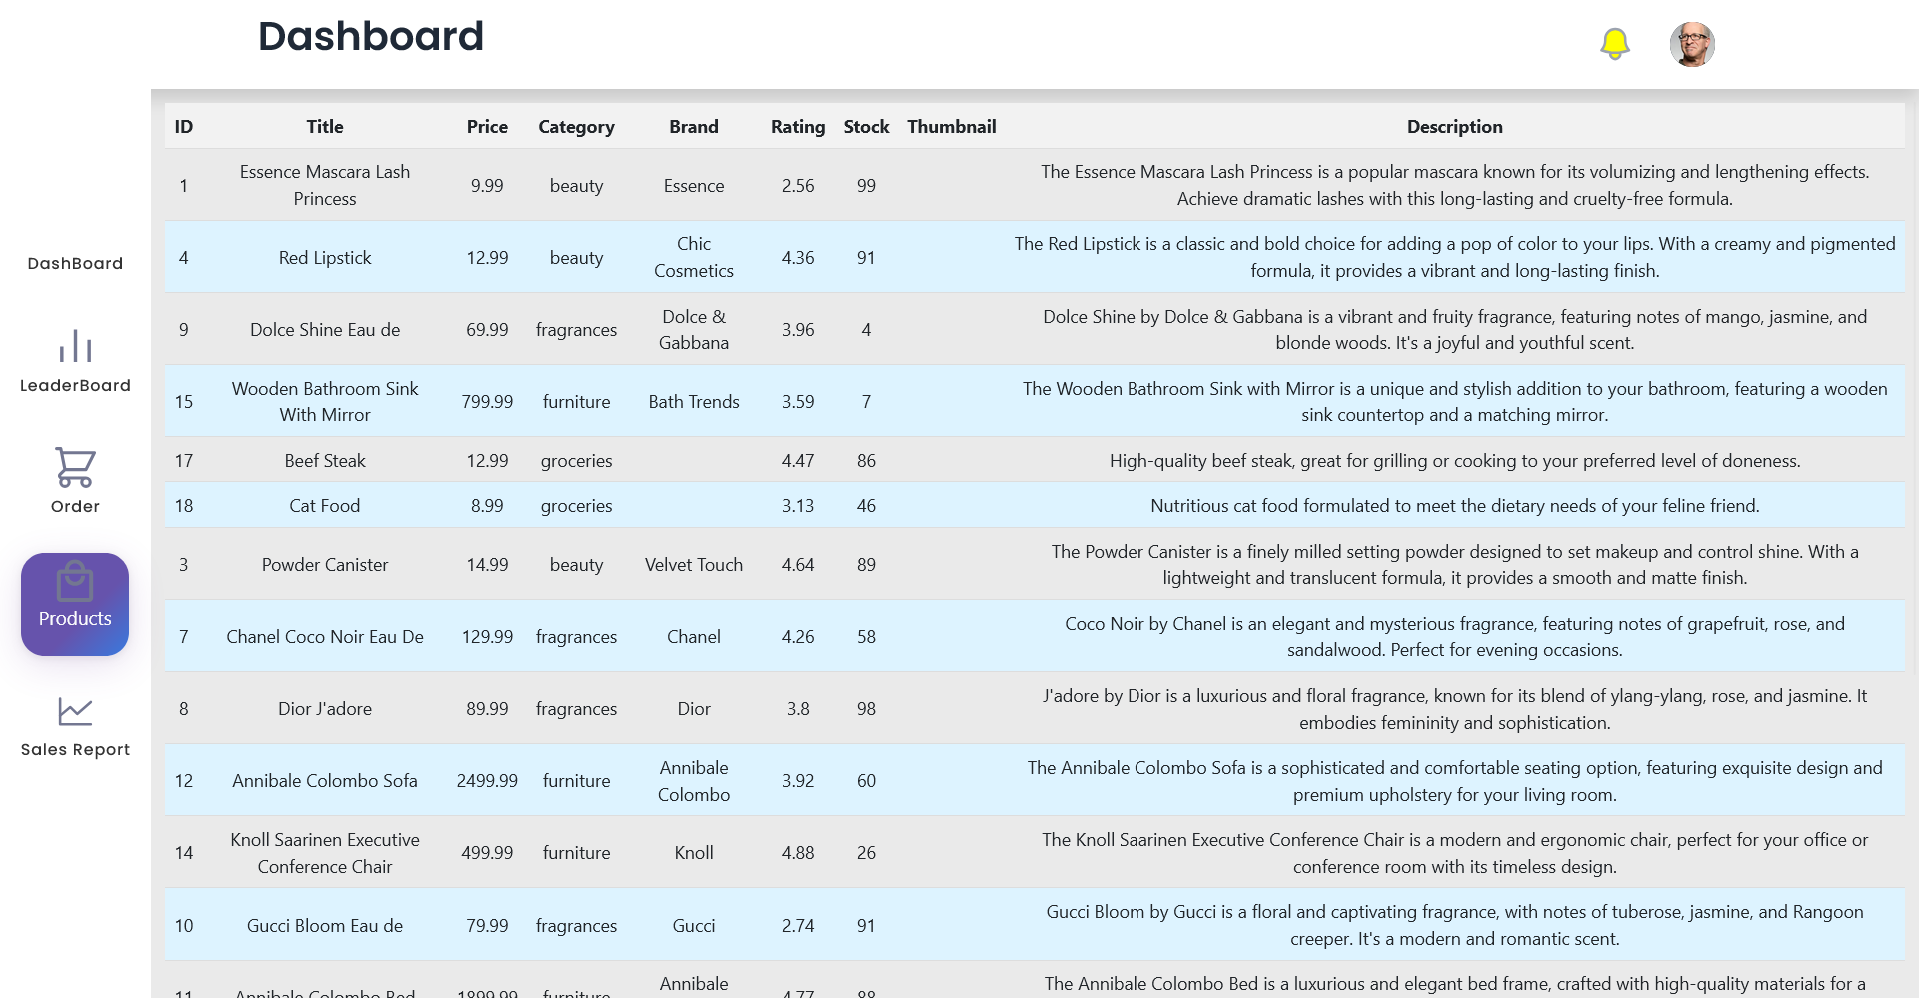 Dashboard
DashBoard
LeaderBoard
Order
Products
Sales Report
ID Title Price Category Brand Rating Stock Thumbnail Description
1 Essence Mascara Lash Princess 9.99 beauty Essence 2.56 99 The Essence Mascara Lash Princess is a popular mascara known for its volumizing and lengthening effects. Achieve dramatic lashes with this long-lasting and cruelty-free formula.
4 Red Lipstick 12.99 beauty Chic Cosmetics 4.36 91 The Red Lipstick is a classic and bold choice for adding a pop of color to your lips. With a creamy and pigmented formula, it provides a vibrant and long-lasting finish.
9 Dolce Shine Eau de 69.99 fragrances Dolce & Gabbana 3.96 4 Dolce Shine by Dolce & Gabbana is a vibrant and fruity fragrance, featuring notes of mango, jasmine, and blonde woods. It's a joyful and youthful scent.
15 Wooden Bathroom Sink With Mirror 799.99 furniture Bath Trends 3.59 7 The Wooden Bathroom Sink with Mirror is a unique and stylish addition to your bathroom, featuring a wooden sink countertop and a matching mirror.
17 Beef Steak 12.99 groceries 4.47 86 High-quality beef steak, great for grilling or cooking to your preferred level of doneness.
18 Cat Food 8.99 groceries 3.13 46 Nutritious cat food formulated to meet the dietary needs of your feline friend.
3 Powder Canister 14.99 beauty Velvet Touch 4.64 89 The Powder Canister is a finely milled setting powder designed to set makeup and control shine. With a lightweight and translucent formula, it provides a smooth and matte finish.
7 Chanel Coco Noir Eau De 129.99 fragrances Chanel 4.26 58 Coco Noir by Chanel is an elegant and mysterious fragrance, featuring notes of grapefruit, rose, and sandalwood. Perfect for evening occasions.
8 Dior J'adore 89.99 fragrances Dior 3.8 98 J'adore by Dior is a luxurious and floral fragrance, known for its blend of ylang-ylang, rose, and jasmine. It embodies femininity and sophistication.
12 Annibale Colombo Sofa 2499.99 furniture Annibale Colombo 3.92 60 The Annibale Colombo Sofa is a sophisticated and comfortable seating option, featuring exquisite design and premium upholstery for your living room.
14 Knoll Saarinen Executive Conference Chair 499.99 furniture Knoll 4.88 26 The Knoll Saarinen Executive Conference Chair is a modern and ergonomic chair, perfect for your office or conference room with its timeless design.
10 Gucci Bloom Eau de 79.99 fragrances Gucci 2.74 91 Gucci Bloom by Gucci is a floral and captivating fragrance, with notes of tuberose, jasmine, and Rangoon creeper. It's a modern and romantic scent.
11 Annibale Colombo Bed 1899.99 furniture Annibale 4.77 88 The Annibale Colombo Bed is a luxurious and elegant bed frame, crafted with high-quality materials for a